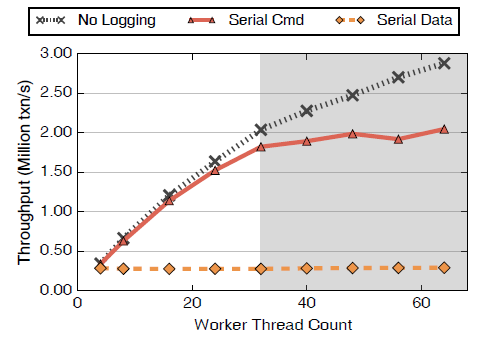 No Logging Serial Cmd Serial Data
3.00
2.50
2.00
1.50
1.00
0.50
0.00
Throughput (Million txn/s)
0 20 40 60
Worker Thread Count